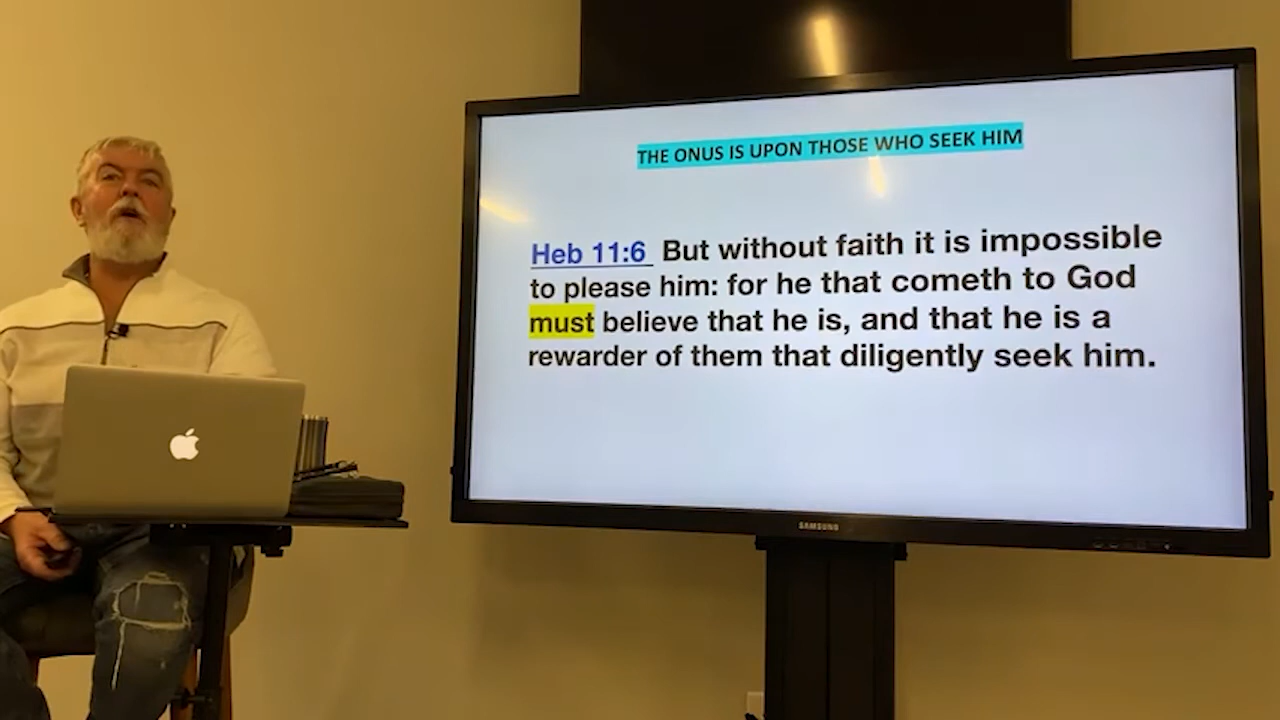 THE ONUS IS UPON THOSE WHO SEEK HIM
Heb 11:6 But without faith it is impossible
to please him: for he that cometh to God
must believe that he is, and that he is a
rewarder of them that diligently seek him.
SAMSUNG